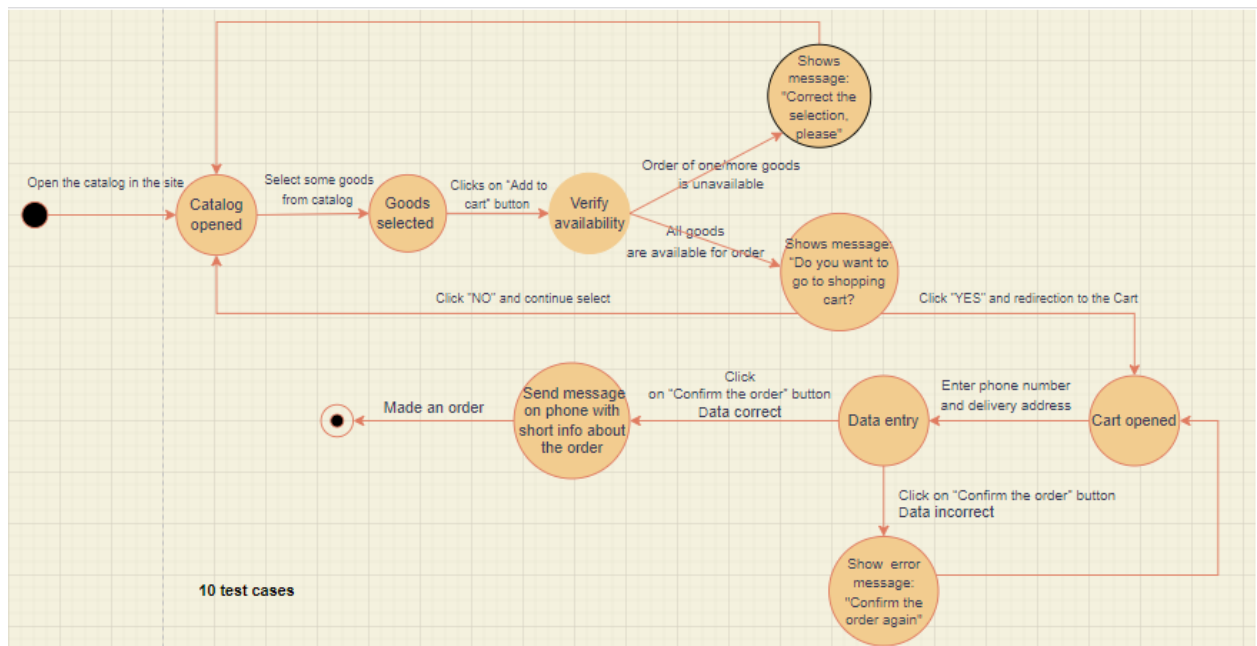 Shows
message:
"Correct the
selection,
please"
Open the catalog in the site
Catalog
opened
Select some goods
from catalog
Goods
selected
Clicks on "Add to
cart" button
Verify
availability
Order of one/more goods
is unavailable
All goods
are available for order
Shows message:
"Do you want to
go to shopping
cart?
Click "NO" and continue select
Click "YES" and redirection to the Cart
Cart opened
Enter phone number
and delivery address
Data entry
Click
on "Confirm the order" button
Data correct
Send message
on phone with
short info about
the order
Made an order
Click on "Confirm the order" button
Data incorrect
Show error
message:
"Confirm the
order again"
10 test cases